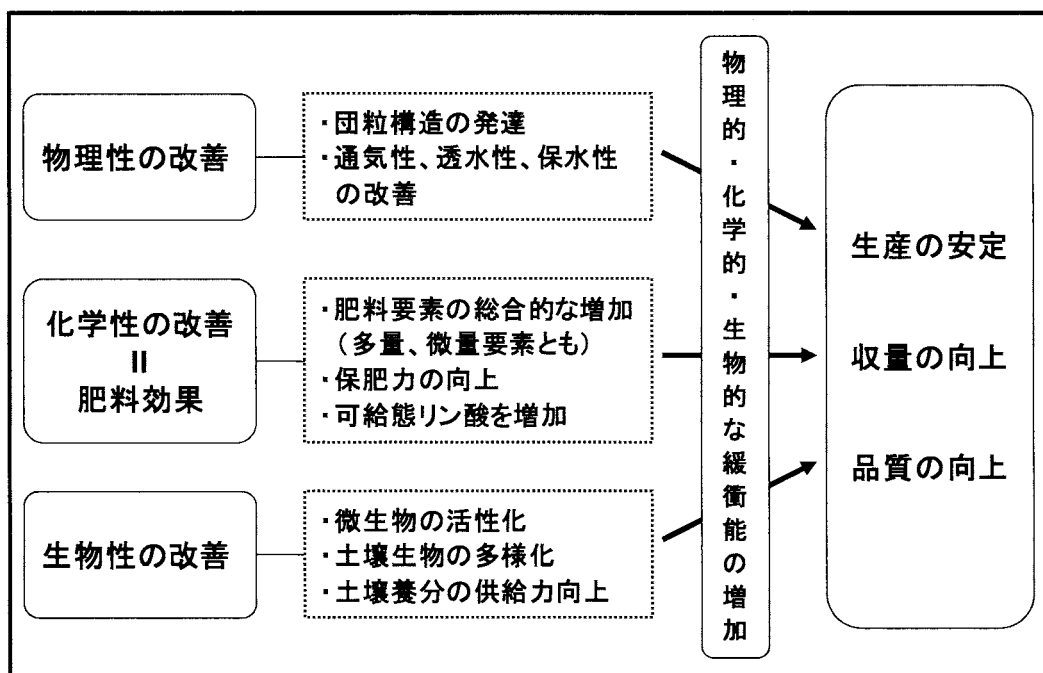 物理性の改善
・団粒構造の発達
・通気性、透水性、保水性
の改善
化学性の改善
＝
肥料効果
・肥料要素の総合的な増加
（多量、微量要素とも）
・保肥力の向上
・可給態リン酸を増加
生物性の改善
・微生物の活性化
・土壌生物の多様化
・土壌養分の供給力向上
物理的・化学的・生物的な緩衝能の増加
生産の安定
収量の向上
品質の向上